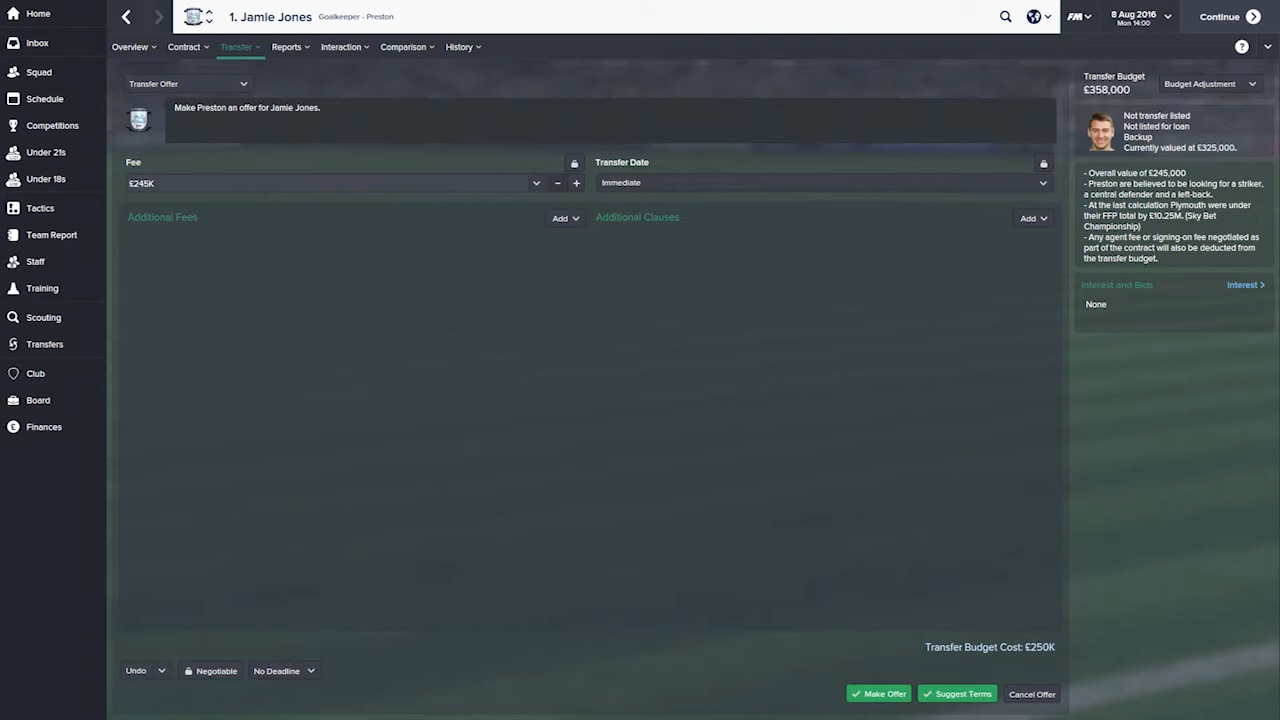 Home
Inbox
Squad
Schedule
Competitions
Under 21s
Under 18s
Tactics
Team Report
Staff
Training
Scouting
Transfers
Club
Board
Finances
1. Jamie Jones Goalkeeper - Preston
FM
8 Aug 2016
Mon 14:00
Continue
Overview Contract Transfer Reports Interaction Comparison History
?
Transfer Offer
Make Preston an offer for Jamie Jones.
Fee
£245K
- +
Transfer Date
Immediate
Additional Fees
Add
Additional Clauses
Add
Transfer Budget Cost: £250K
Undo Negotiable No Deadline
Make Offer Suggest Terms Cancel Offer
Transfer Budget
£358,000
Budget Adjustment
Not transfer listed
Not listed for loan
Backup
Currently valued at £325,000.
- Overall value of £245,000
- Preston are believed to be looking for a striker,
a central defender and a left-back.
- At the last calculation Plymouth were under
their FFP total by £10.25M. (Sky Bet
Championship)
- Any agent fee or signing-on fee negotiated as
part of the contract will also be deducted from
the transfer budget.
Interest and Bids
Interest >
None